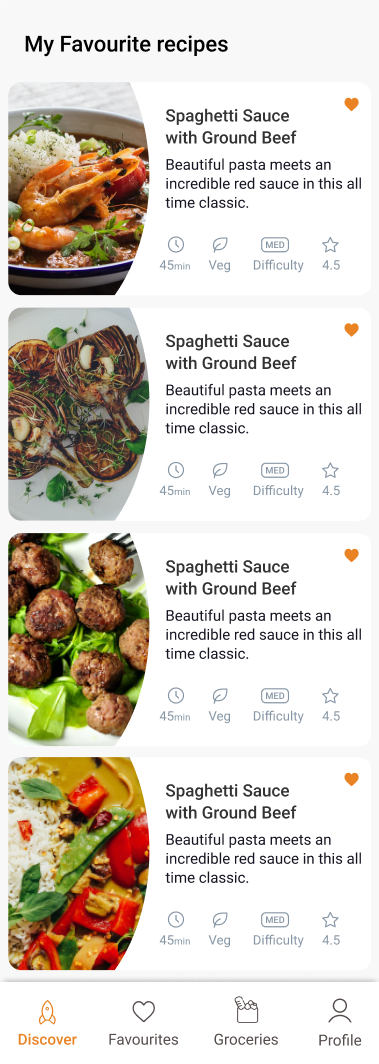 My Favourite recipes
Spaghetti Sauce
with Ground Beef
Beautiful pasta meets an
incredible red sauce in this all
time classic.
MED
45min Veg Difficulty 4.5
Spaghetti Sauce
with Ground Beef
Beautiful pasta meets an
incredible red sauce in this all
time classic.
MED
45min Veg Difficulty 4.5
Spaghetti Sauce
with Ground Beef
Beautiful pasta meets an
incredible red sauce in this all
time classic.
MED
45min Veg Difficulty 4.5
Spaghetti Sauce
with Ground Beef
Beautiful pasta meets an
incredible red sauce in this all
time classic.
MED
45min Veg Difficulty 4.5
Discover Favourites Groceries Profile